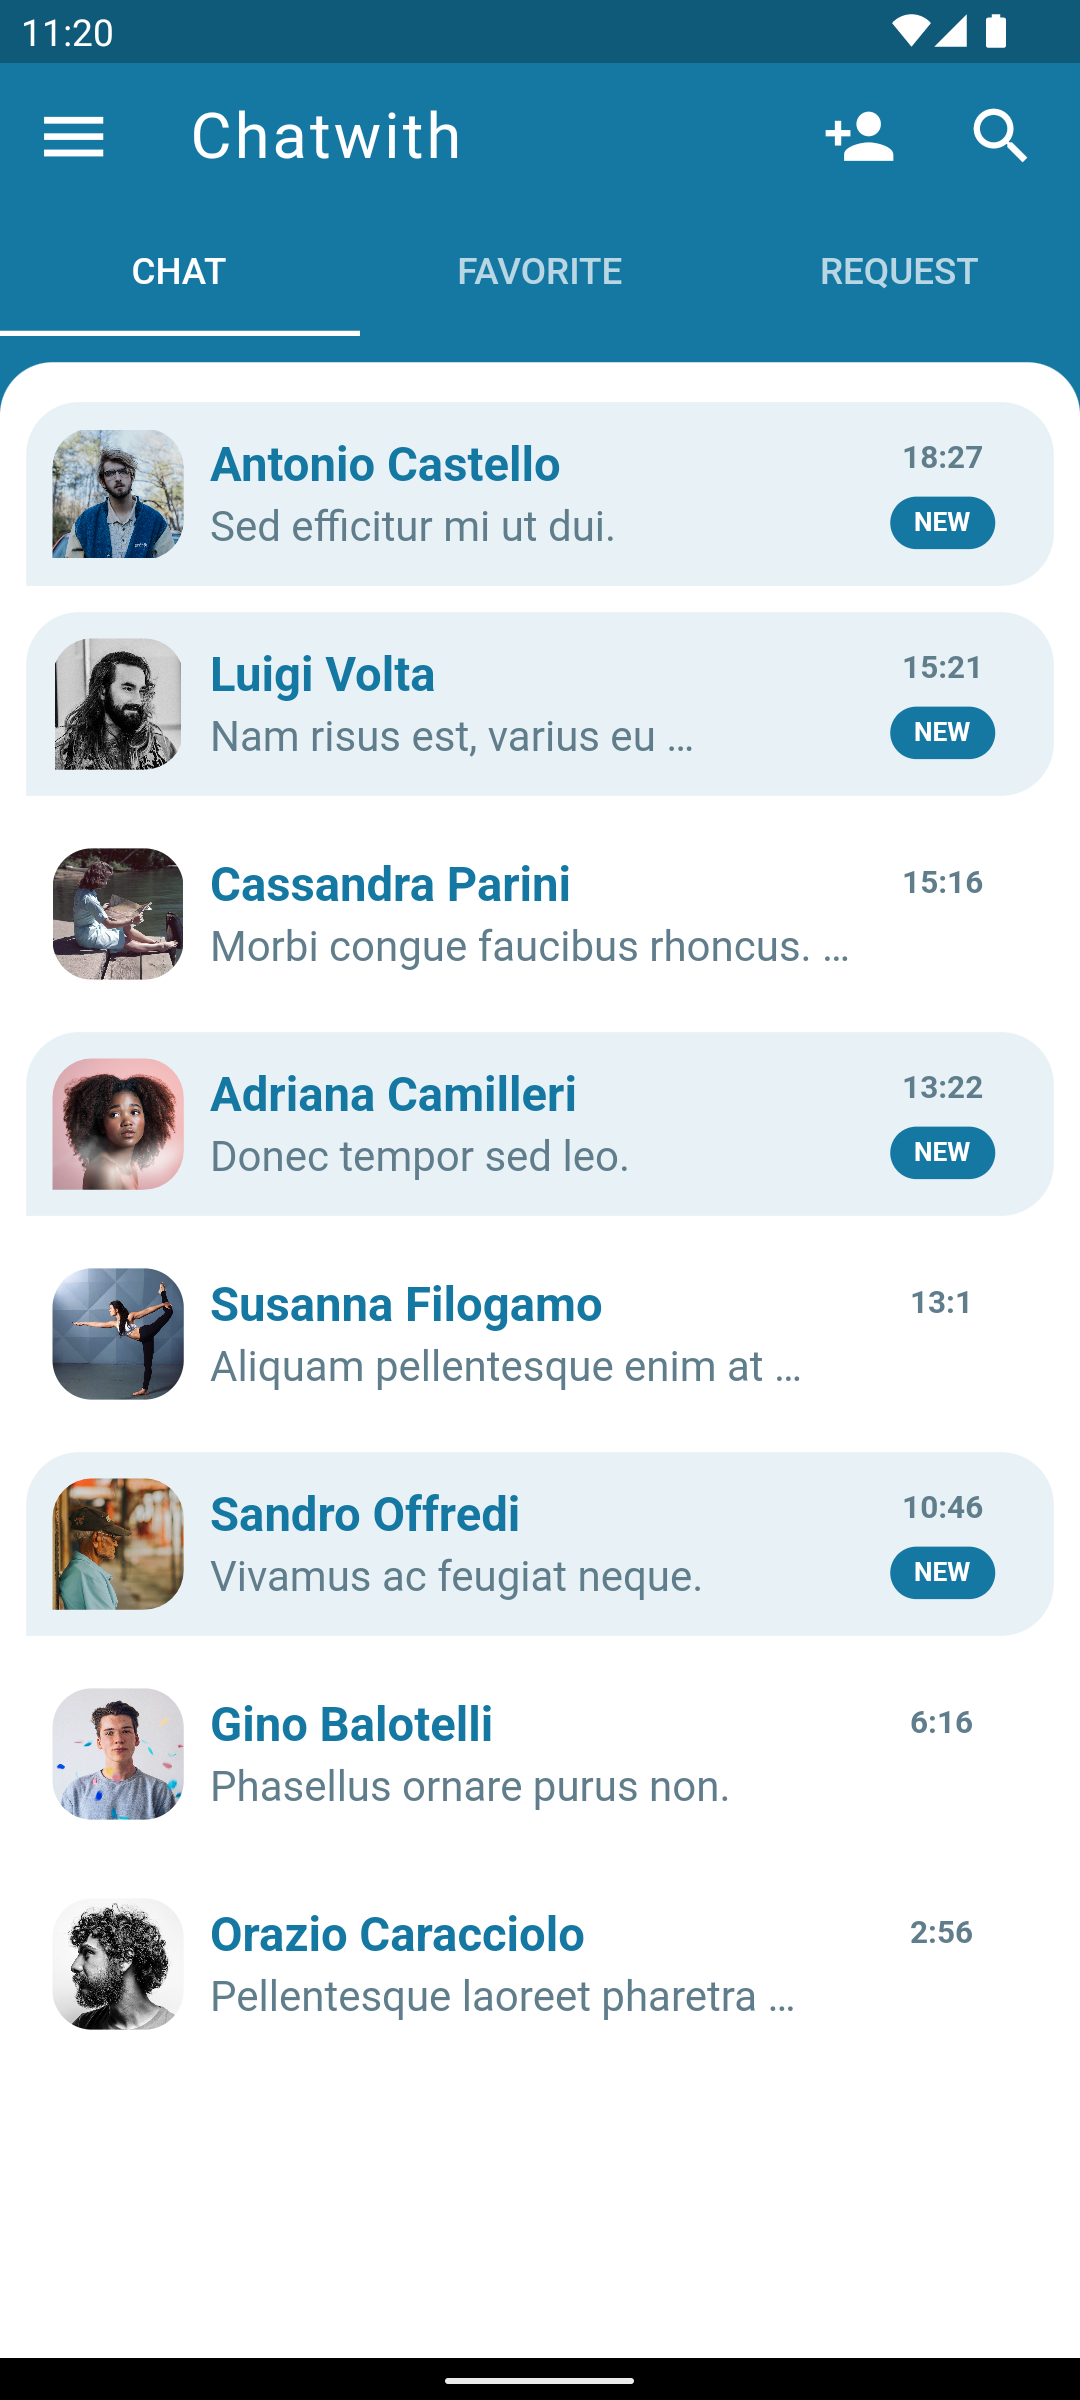 11:20
Chatwith
CHAT FAVORITE REQUEST
Antonio Castello 18:27
Sed efficitur mi ut dui. NEW
Luigi Volta 15:21
Nam risus est, varius eu ... NEW
Cassandra Parini 15:16
Morbi congue faucibus rhoncus. ...
Adriana Camilleri 13:22
Donec tempor sed leo. NEW
Susanna Filogamo 13:1
Aliquam pellentesque enim at ...
Sandro Offredi 10:46
Vivamus ac feugiat neque. NEW
Gino Balotelli 6:16
Phasellus ornare purus non.
Orazio Caracciolo 2:56
Pellentesque laoreet pharetra ...